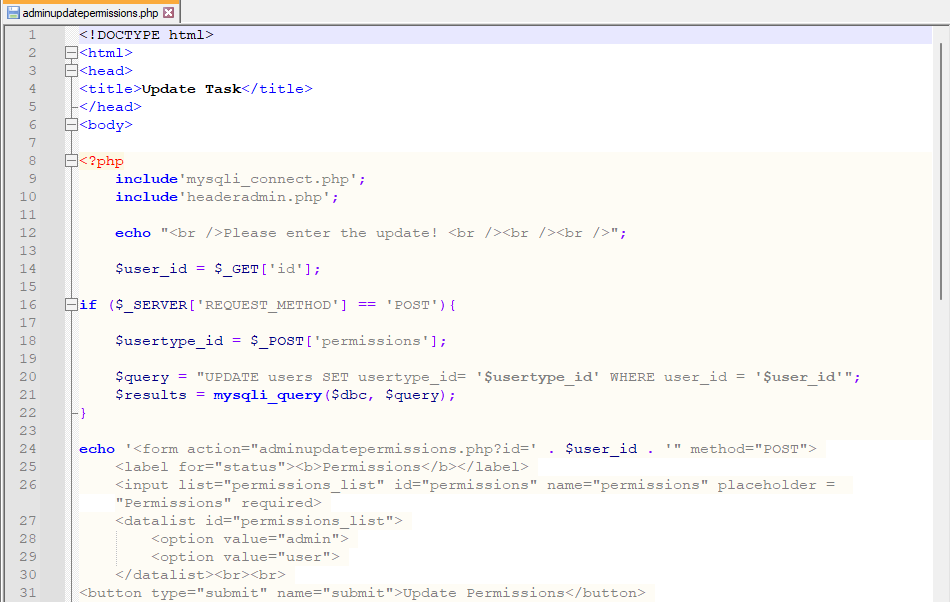 adminupdatepermissions.php
1 <!DOCTYPE html>
2 <html>
3 <head>
4 <title>Update Task</title>
5 </head>
6 <body>
7
8 <?php
9 include'mysqli_connect.php';
10 include'headeradmin.php';
11
12 echo "<br />Please enter the update! <br /><br /><br />";
13
14 $user_id = $_GET['id'];
15
16 if ($_SERVER['REQUEST_METHOD'] == 'POST'){
17
18 $usertype_id = $_POST['permissions'];
19
20 $query = "UPDATE users SET usertype_id= '$usertype_id' WHERE user_id = '$user_id'";
21 $results = mysqli_query($dbc, $query);
22 }
23
24 echo '<form action="adminupdatepermissions.php?id=' . $user_id . '" method="POST">
25 <label for="status"><b>Permissions</b></label>
26 <input list="permissions_list" id="permissions" name="permissions" placeholder =
"Permissions" required>
27 <datalist id="permissions_list">
28 <option value="admin">
29 <option value="user">
30 </datalist><br><br>
31 <button type="submit" name="submit">Update Permissions</button>